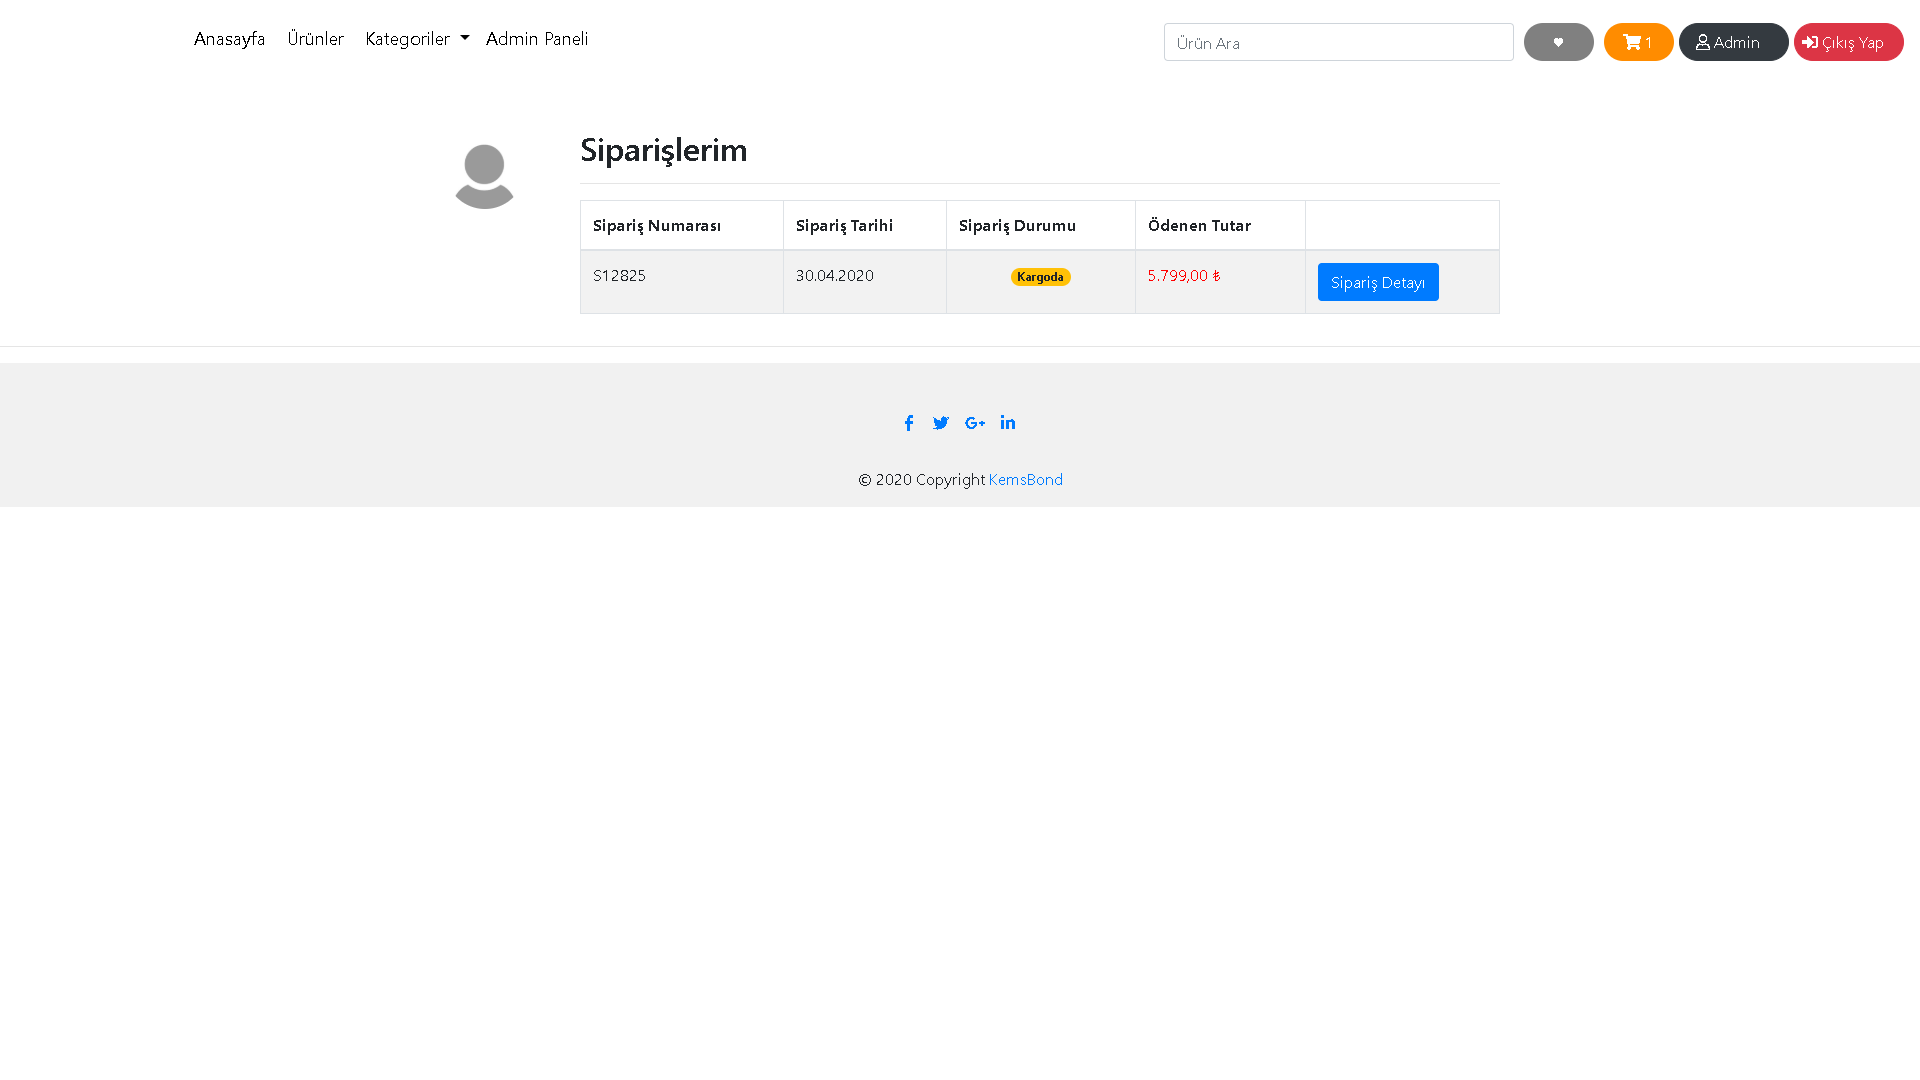 Anasayfa Ürünler Kategoriler Admin Paneli Ürün Ara 1 Admin Çıkış Yap
Siparişlerim
Sipariş Numarası Sipariş Tarihi Sipariş Durumu Ödenen Tutar
S12825 30.04.2020 Kargoda 5.799,00 ₺ Sipariş Detayı
© 2020 Copyright KemsBond